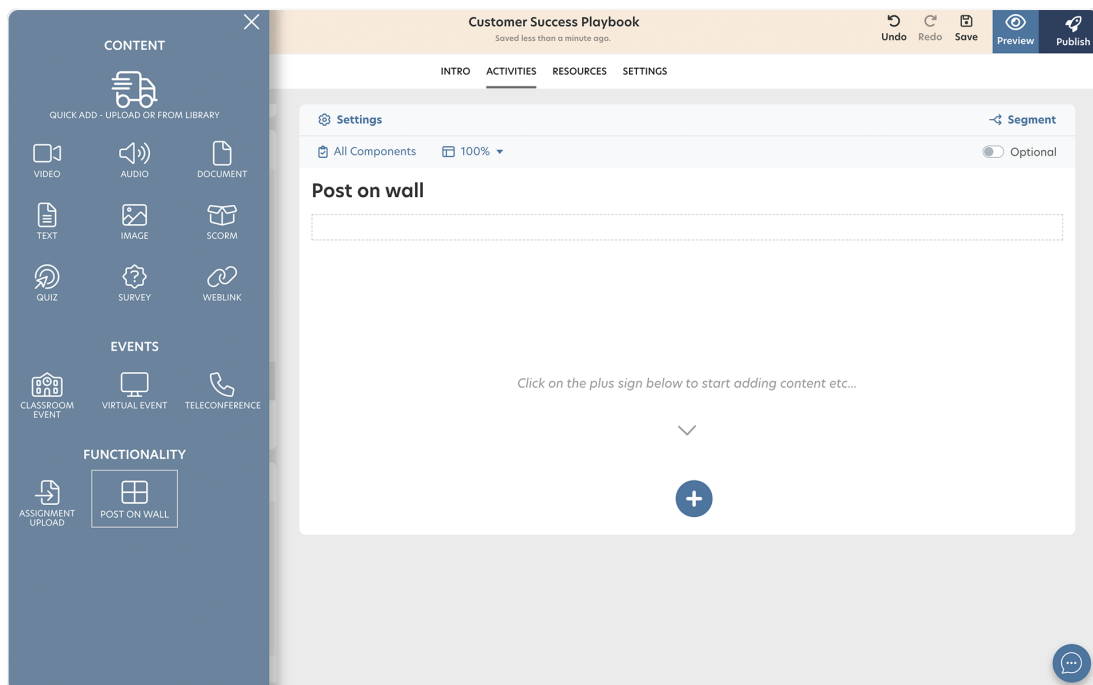 CONTENT
QUICK ADD - UPLOAD OR FROM LIBRARY
VIDEO
AUDIO
DOCUMENT
TEXT
IMAGE
SCORM
QUIZ
SURVEY
WEBLINK
EVENTS
CLASSROOM
EVENT
VIRTUAL EVENT
TELECONFERENCE
FUNCTIONALITY
ASSIGNMENT
UPLOAD
POST ON WALL
Customer Success Playbook
Saved less than a minute ago.
Undo
Redo
Save
Preview
Publish
INTRO
ACTIVITIES
RESOURCES
SETTINGS
Settings
Segment
All Components
100%
Optional
Post on wall
Click on the plus sign below to start adding content etc...